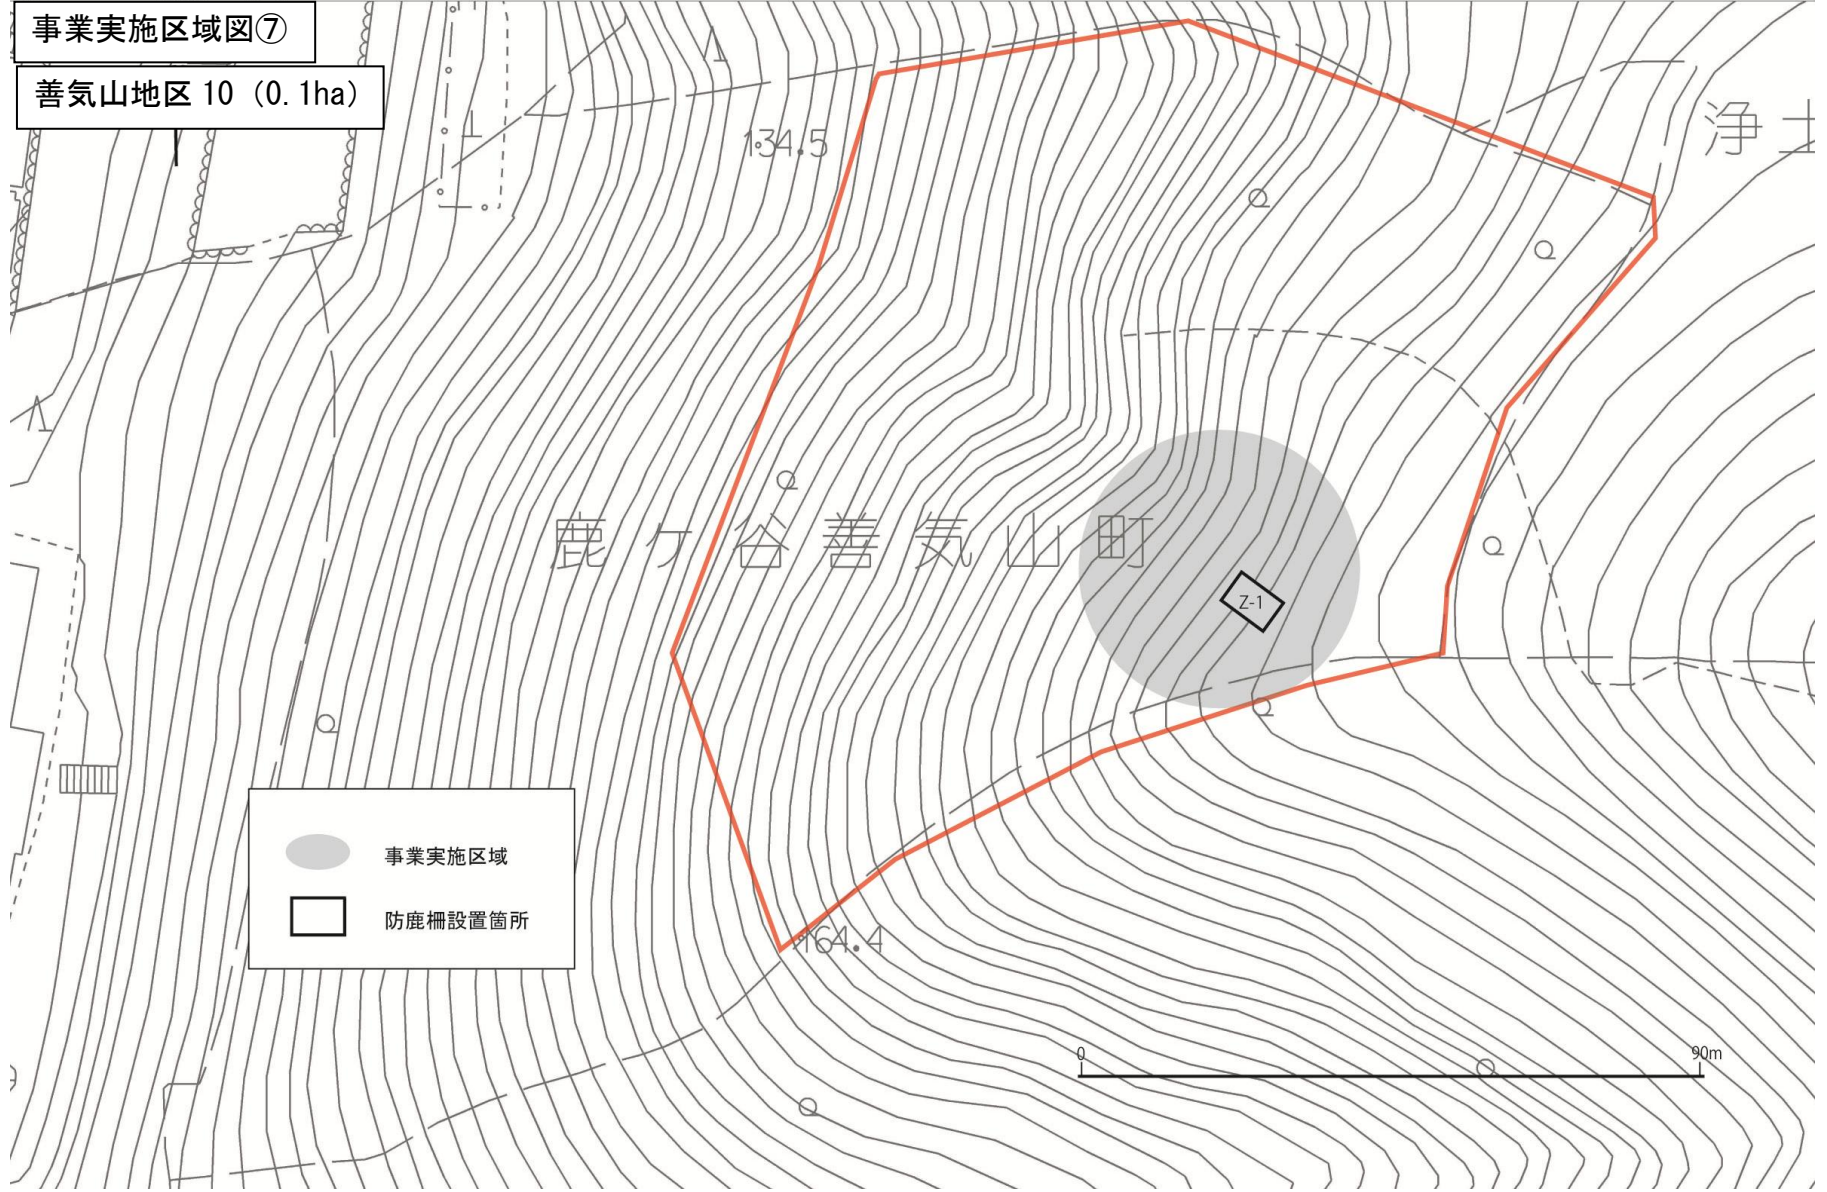 事業実施区域図⑦
善気山地区 10（0.1ha）
134.5
浄土
鹿ケ谷善気山町
Z-1
事業実施区域
防鹿柵設置箇所
164.4
0
90m